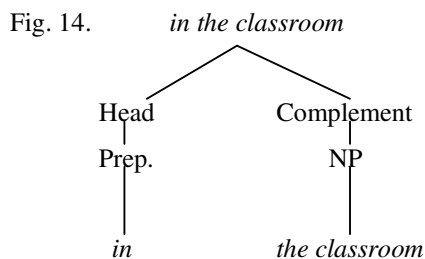 Fig. 14. in the classroom
Head Complement
Prep. NP
in the classroom